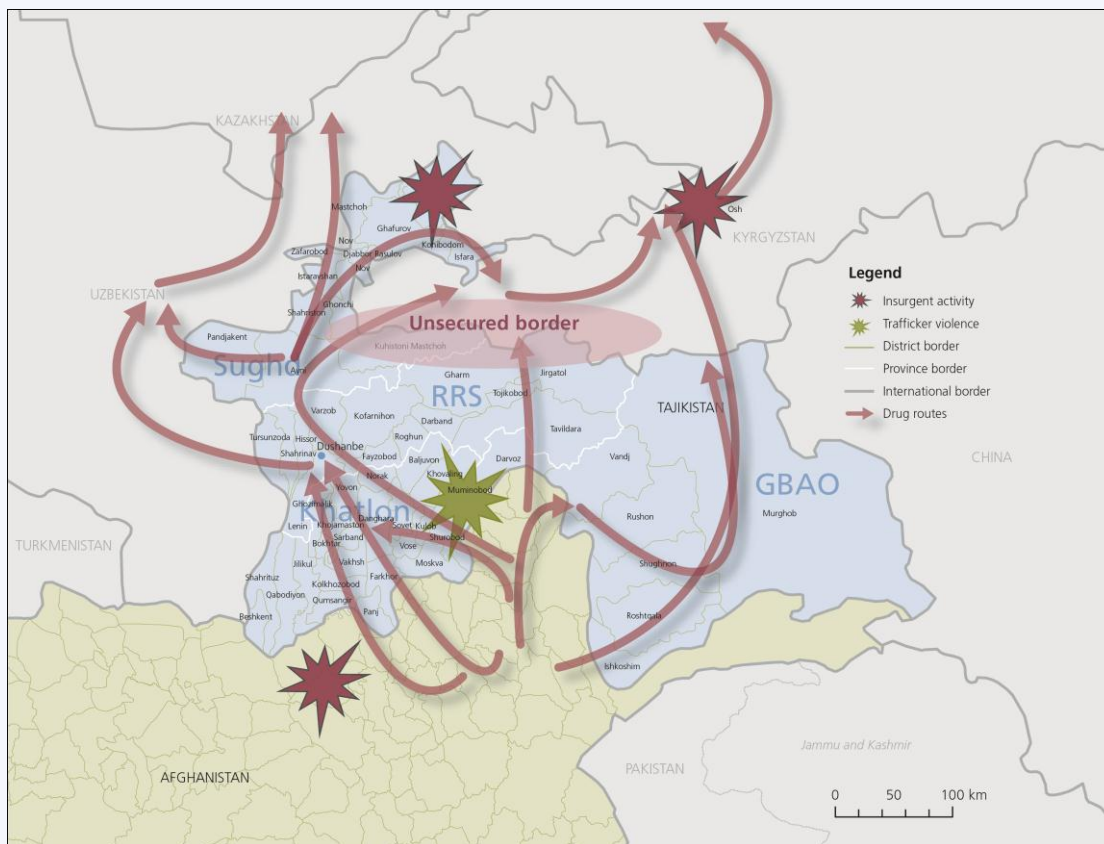 KAZAKHSTAN
Mastchoh
Ghafurov
Nov
Kohibodom
Osh
KYRGYZSTAN
Zafarobod
Djabbor Rasulov
Isfara
Nov
Istaravshan
UZBEKISTAN
Ghonchi
Shahriston
Unsecured border
Pandjakent
Kuhistoni Mastchoh
Sughd
Ayni
Gharm
Jirgatol
RRS
Tojikobod
TAJIKISTAN
Varzob
Kofarnihon
Darband
Tavildara
Tursunzoda
Hissor
Roghun
Dushanbe
Shahrinav
Fayzobod
Baljuvon
Darvoz
Vandj
CHINA
Norak
Khovaling
Yovon
Muminobod
GBAO
Ghozimalik
Khatlon
Murghob
Lenin
Khojamaston
Danghara
Sovet
Kulob
Rushon
Sarband
Shurobod
Bokhtar
Vose
TURKMENISTAN
Jilikul
Vakhsh
Moskva
Shughnon
Shahrituz
Kolkhozobod
Farkhor
Qabodiyon
Qumsangir
Beshkent
Panj
Roshtqala
Ishkoshim
Jammu and Kashmir
PAKISTAN
AFGHANISTAN
Legend
Insurgent activity
Trafficker violence
District border
Province border
International border
Drug routes
0 50 100 km